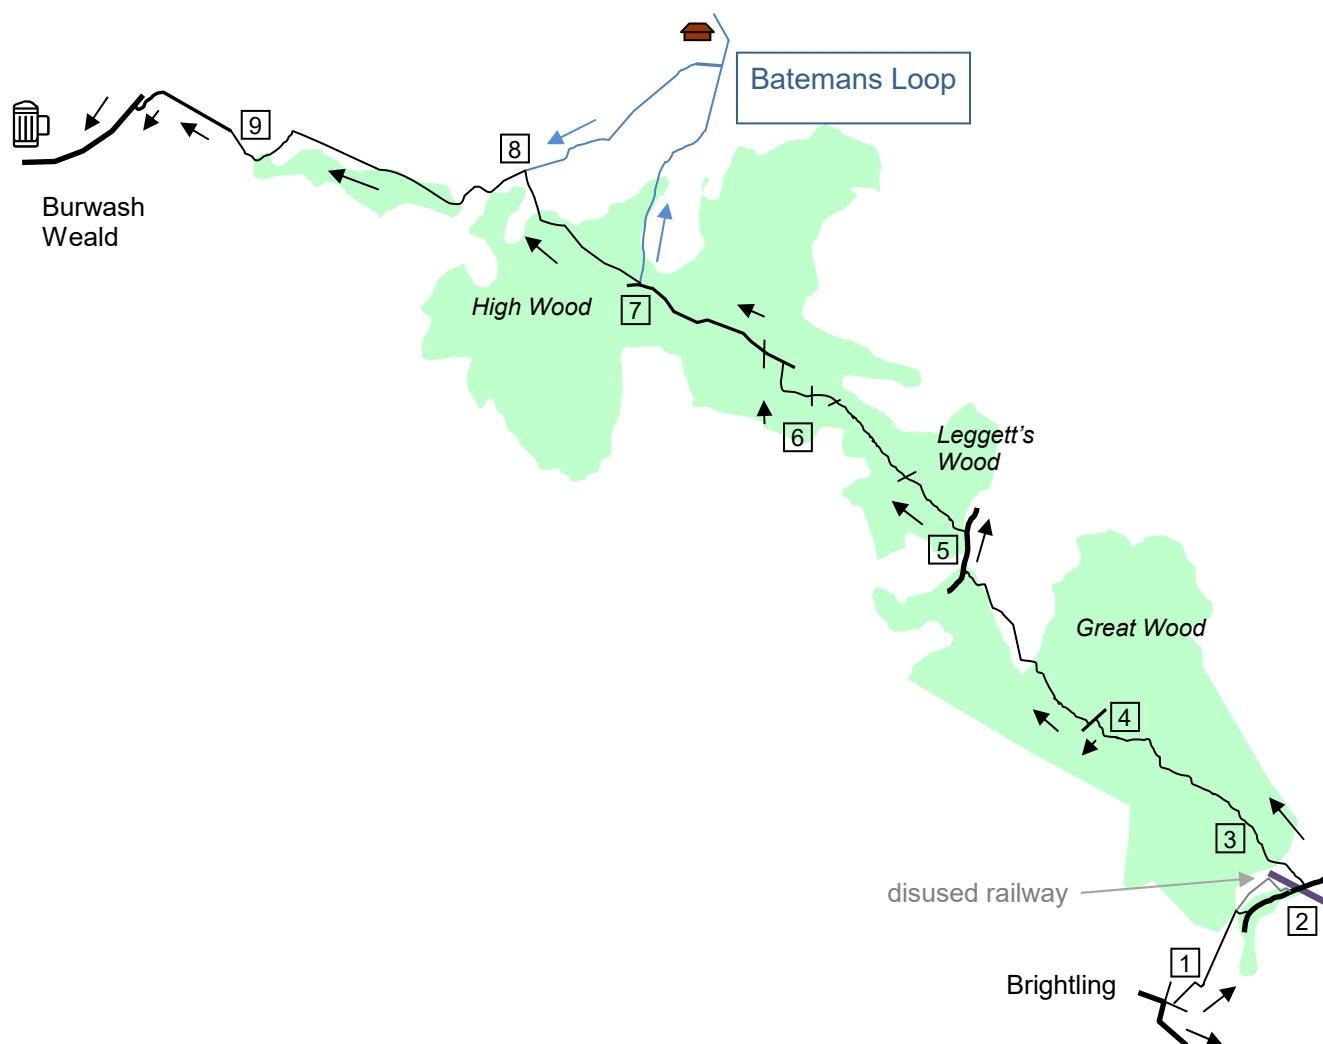 Batemans Loop
9
8
Burwash
Weald
High Wood
7
6
Leggett's
Wood
5
Great Wood
4
3
disused railway
2
1
Brightling